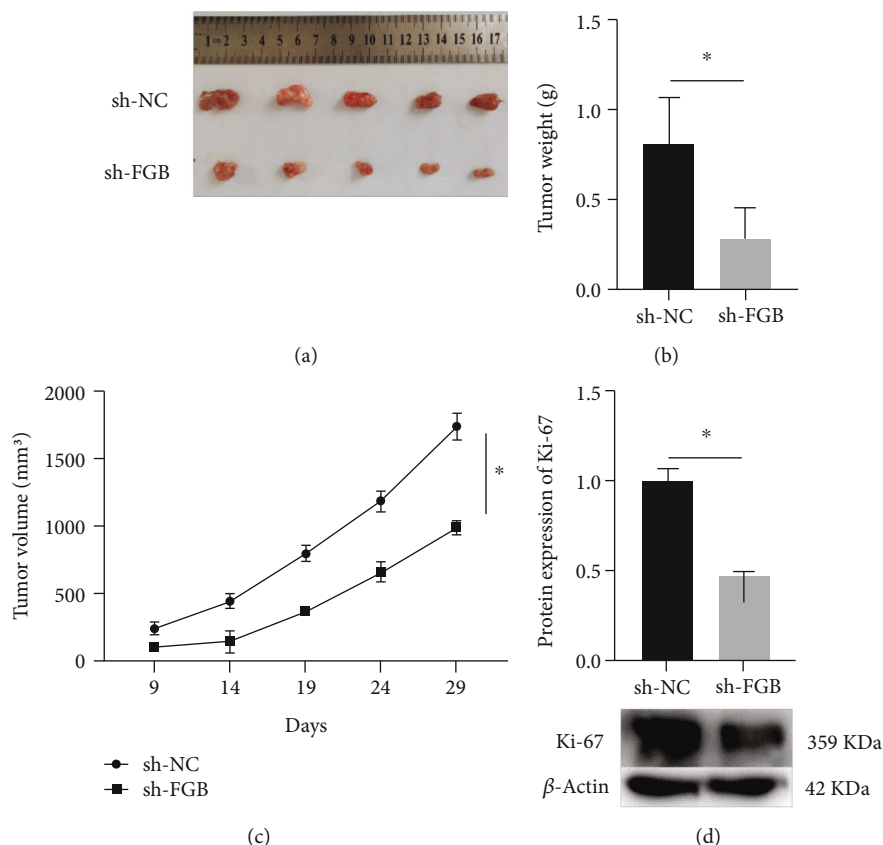 1=2 3 4 5 6 7 8 9 10 11 12 13 14 15 16 17
sh-NC
sh-FGB
(a)
Tumor weight (g)
1.5
1.0
0.5
0.0
*
sh-NC sh-FGB
(b)
Tumor volume (mm³)
2000
1500
1000
500
0
*
9 14 19 24 29
Days
sh-NC
sh-FGB
(c)
Protein expression of Ki-67
1.5
1.0
0.5
0.0
*
sh-NC sh-FGB
Ki-67 359 KDa
β-Actin 42 KDa
(d)